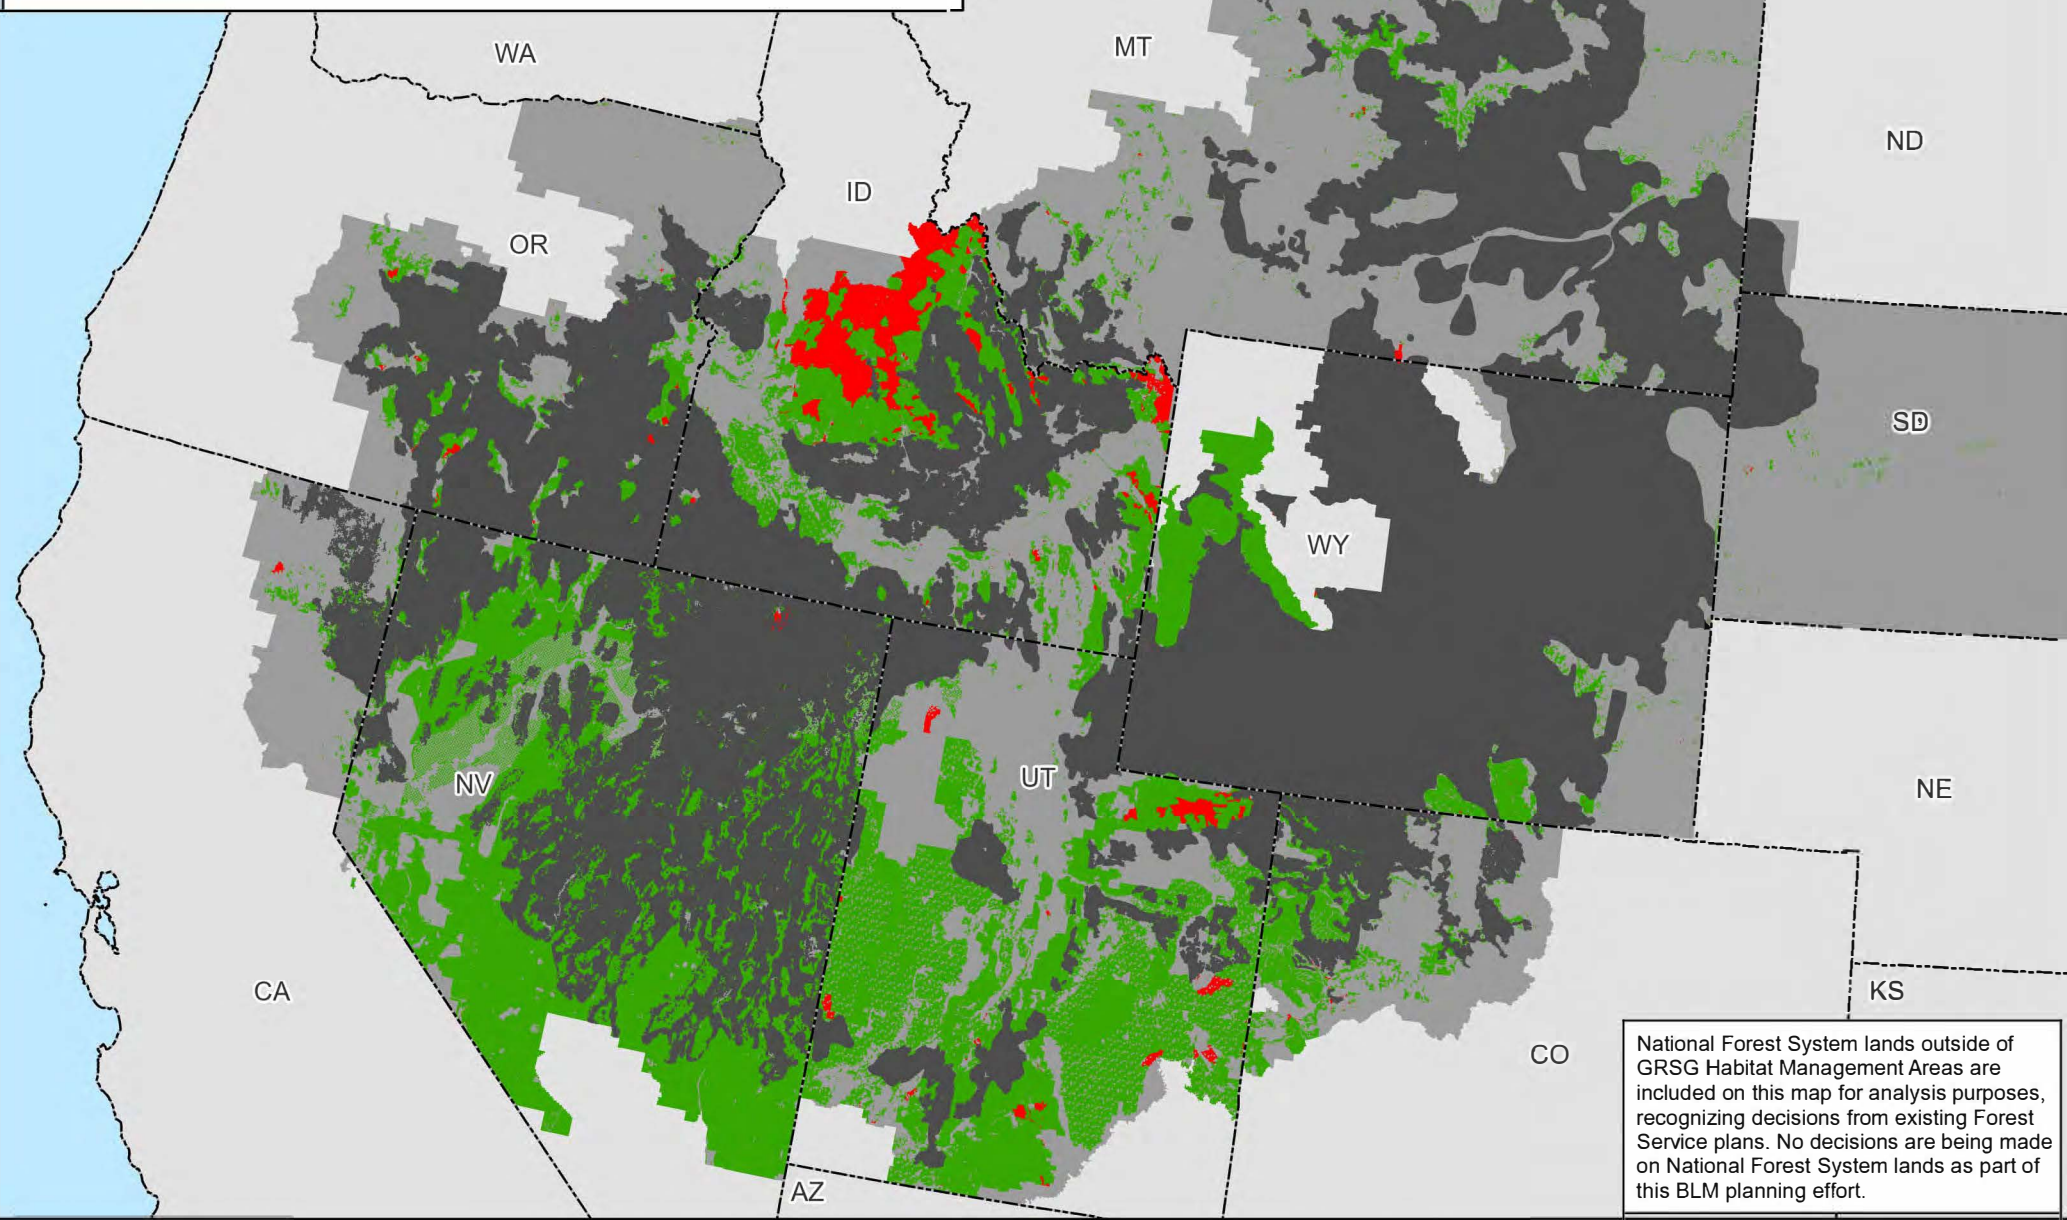 WA
MT
ND
ID
OR
SD
WY
NV
UT
NE
CA
KS
CO
AZ
National Forest System lands outside of
GRSG Habitat Management Areas are
included on this map for analysis purposes,
recognizing decisions from existing Forest
Service plans. No decisions are being made
on National Forest System lands as part of
this BLM planning effort.